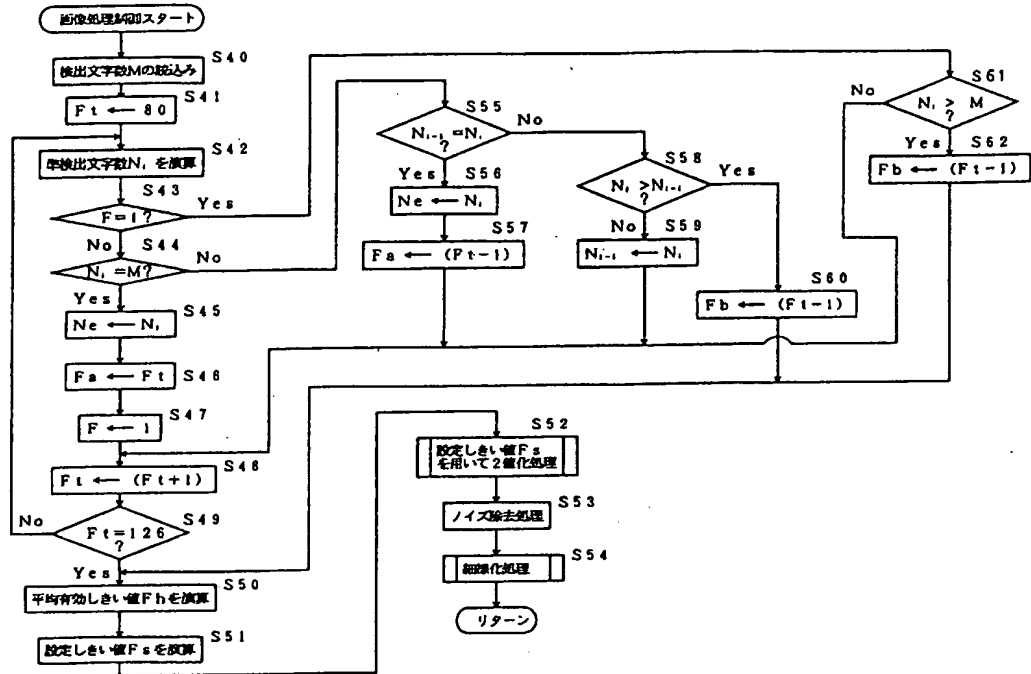 画像処理制御スタート
S40
検出文字数Mの読込み
S41
Ft ← 80
S42
準検出文字数Niを演算
S43
F=1?
Yes
No
S44
Ni=M?
No
Yes
S45
Ne ← Ni
Fa ← Ft
S46
S47
F ← 1
S48
Ft ← (Ft+1)
S49
Ft=126
?
No
Yes
S50
平均有効しきい値Fhを演算
S51
設定しきい値Fsを演算
S52
設定しきい値Fs
を用いて2値化処理
S53
ノイズ除去処理
S54
細線化処理
リターン
S55
Ni-1=Ni
?
No
Yes
S56
Ne ← Ni
S57
Fa ← (Ft-1)
S58
Ni>Ni-1
?
Yes
No
S59
Ni-1 ← Ni
S60
Fb ← (Ft-1)
S61
No
Ni > M
?
Yes
S62
Fb ← (Ft-1)